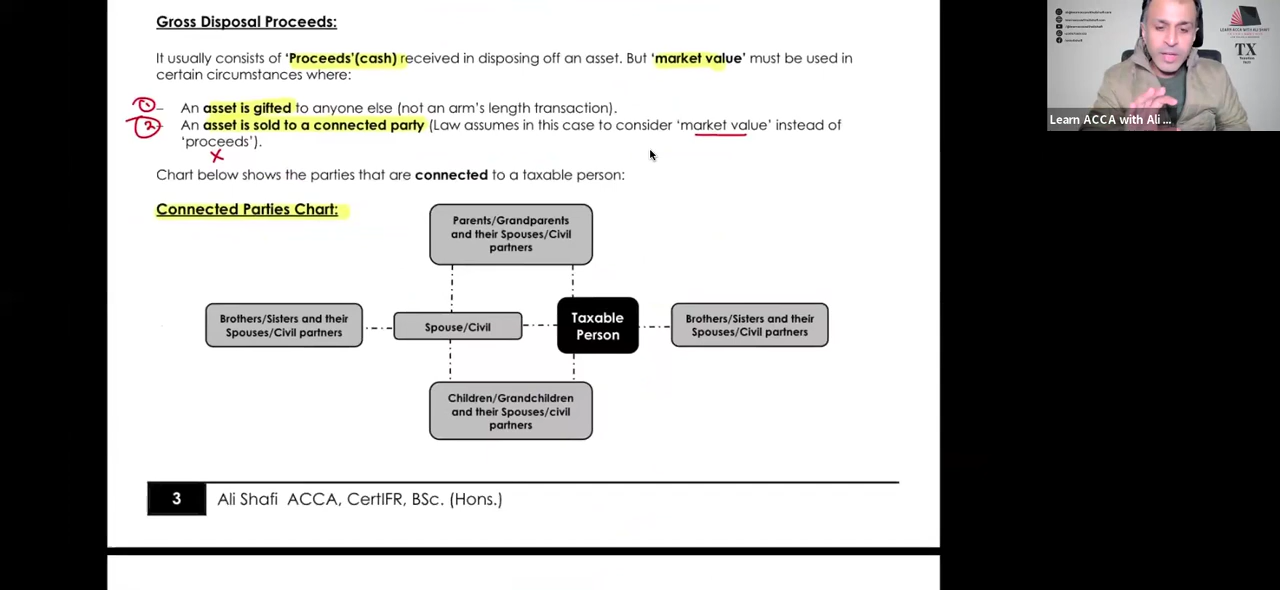 Gross Disposal Proceeds:
It usually consists of ‘Proceeds’(cash) received in disposing off an asset. But ‘market value’ must be used in
certain circumstances where:
① - An asset is gifted to anyone else (not an arm’s length transaction).
② - An asset is sold to a connected party (Law assumes in this case to consider ‘market value’ instead of
‘proceeds’).
Chart below shows the parties that are connected to a taxable person:
Connected Parties Chart:
Parents/Grandparents
and their Spouses/Civil
partners
Brothers/Sisters and their
Spouses/Civil partners
Spouse/Civil
Taxable
Person
Brothers/Sisters and their
Spouses/Civil partners
Children/Grandchildren
and their Spouses/civil
partners
3
Ali Shafi ACCA, CertIFR, BSc. (Hons.)
TX
Learn ACCA with Ali ...